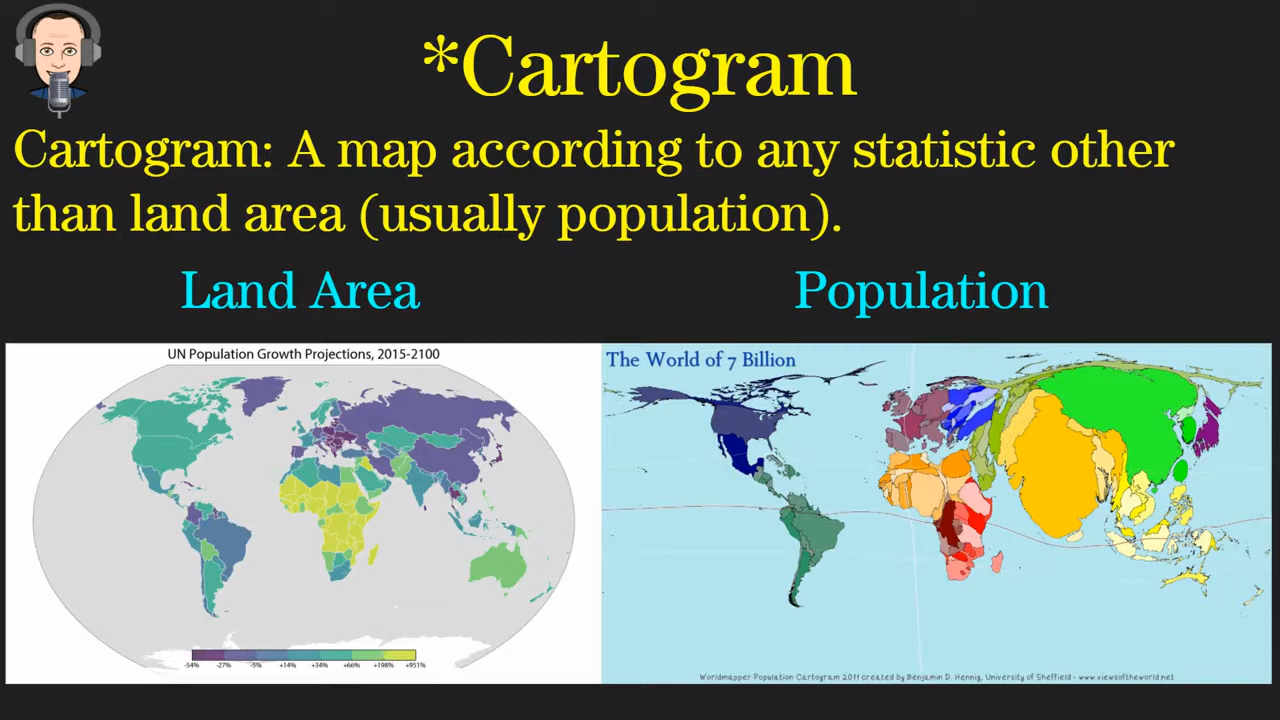 *Cartogram
Cartogram: A map according to any statistic other
than land area (usually population).
Land Area
Population
UN Population Growth Projections, 2015-2100
-54% -27% -5% +14% +34% +66% +198% +951%
The World of 7 Billion
Worldmapper Population Cartogram 2011 created by Benjamin D. Hennig, University of Sheffield - www.viewsoftheworld.net